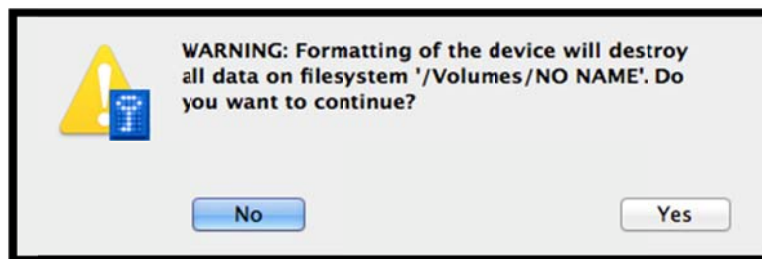 WARNING: Formatting of the device will destroy
all data on filesystem '/Volumes/NO NAME'. Do
you want to continue?
No
Yes